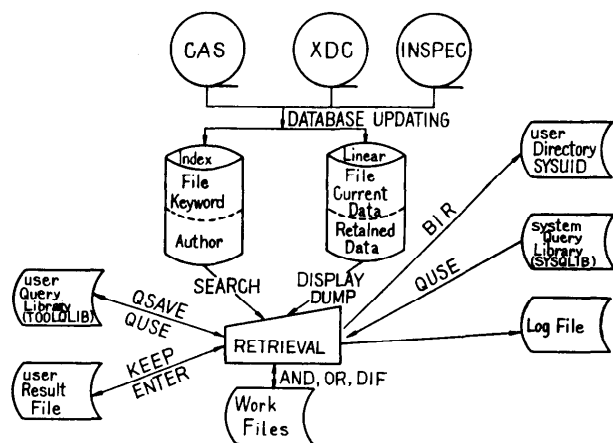 CAS
XDC
INSPEC
DATABASE UPDATING
Index
File
Keyword
Author
Linear
File
Current
Data
Retained
Data
user
Directory
SYSUID
BIR
system
Query
Library
(SYSQLIB)
QUSE
SEARCH
DISPLAY
DUMP
user
Query
Library
(TOOLQLIB)
QSAVE
QUSE
RETRIEVAL
Log File
KEEP
ENTER
user
Result
File
AND, OR, DIF
Work
Files